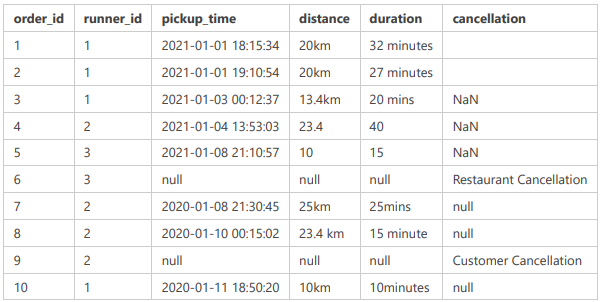 order_id runner_id pickup_time distance duration cancellation
1 1 2021-01-01 18:15:34 20km 32 minutes
2 1 2021-01-01 19:10:54 20km 27 minutes
3 1 2021-01-03 00:12:37 13.4km 20 mins NaN
4 2 2021-01-04 13:53:03 23.4 40 NaN
5 3 2021-01-08 21:10:57 10 15 NaN
6 3 null null null Restaurant Cancellation
7 2 2020-01-08 21:30:45 25km 25mins null
8 2 2020-01-10 00:15:02 23.4 km 15 minute null
9 2 null null null Customer Cancellation
10 1 2020-01-11 18:50:20 10km 10minutes null